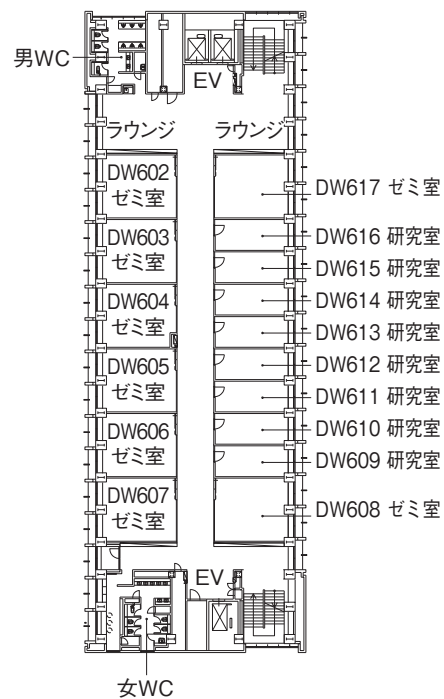 男WC
EV
ラウンジ
ラウンジ
DW602
ゼミ室
DW603
ゼミ室
DW604
ゼミ室
DW605
ゼミ室
DW606
ゼミ室
DW607
ゼミ室
DW617 ゼミ室
DW616 研究室
DW615 研究室
DW614 研究室
DW613 研究室
DW612 研究室
DW611 研究室
DW610 研究室
DW609 研究室
DW608 ゼミ室
EV
女WC